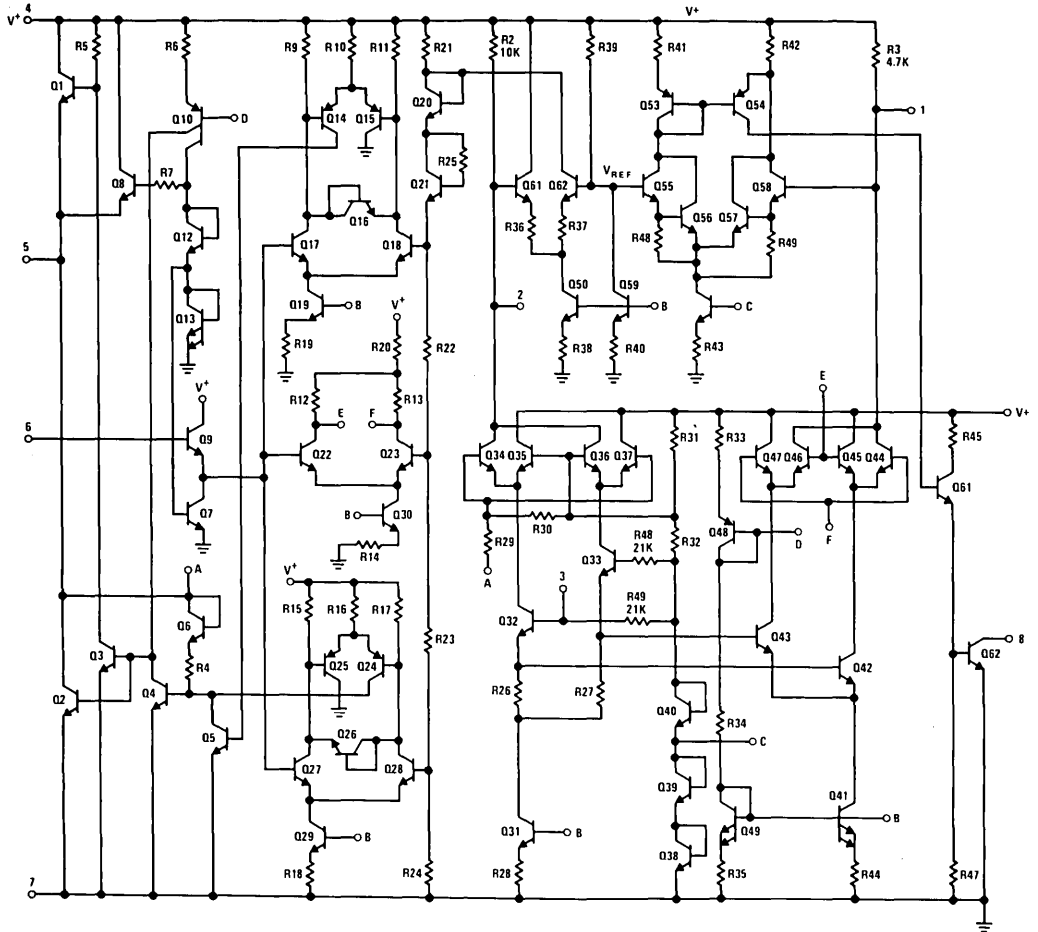 4
V+
V+
R5
R6
R9
R10
R11
R21
R2
10K
R39
R41
R42
R3
4.7K
Q1
Q10
D
Q14
Q15
Q20
Q53
Q54
1
R25
VREF
Q8
R7
Q21
Q61
Q62
Q55
Q58
Q16
R36
R37
Q56
Q57
Q12
Q17
Q18
R48
R49
5
Q50
Q59
Q19
B
2
B
C
Q13
V+
R19
R20
R22
R38
R40
R43
V+
R12
R13
E
6
Q9
E
F
V+
R31
R33
R45
Q22
Q23
Q34
Q35
Q36
Q37
Q47
Q46
Q45
Q44
Q61
Q7
B
Q30
R30
R32
Q48
D
F
R14
R29
R48
21K
A
V+
A
3
Q33
R49
21K
R15
R16
R17
Q6
R23
Q32
Q43
8
Q3
R4
Q25
Q24
Q42
Q62
Q2
Q4
R26
R27
Q5
Q26
Q40
R34
C
Q27
Q28
Q39
Q41
Q29
B
Q31
B
Q49
B
Q38
R18
R24
R28
R35
R44
R47
7